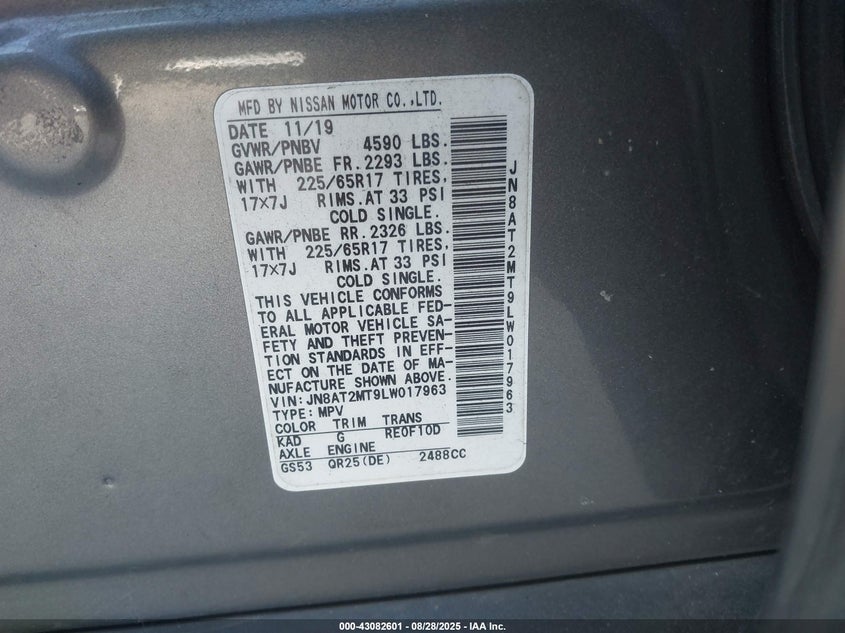 MFD BY NISSAN MOTOR CO.,LTD.
DATE 11/19
GVWR/PNBV 4590 LBS.
GAWR/PNBE FR.2293 LBS.
WITH 225/65R17 TIRES,
17X7J RIMS.AT 33 PSI
COLD SINGLE.
GAWR/PNBE RR.2326 LBS.
WITH 225/65R17 TIRES,
17X7J RIMS.AT 33 PSI
COLD SINGLE.
THIS VEHICLE CONFORMS
TO ALL APPLICABLE FED-
ERAL MOTOR VEHICLE SA-
FETY AND THEFT PREVEN-
TION STANDARDS IN EFF-
ECT ON THE DATE OF MA-
NUFACTURE SHOWN ABOVE.
VIN:JN8AT2MT9LW017963
TYPE:MPV
COLOR TRIM TRANS
KAD G RE0F10D
AXLE ENGINE
GS53 QR25(DE) 2488CC
JN8AT2MT9LW017963
000-43082601 — 08/28/2025 — IAA Inc.